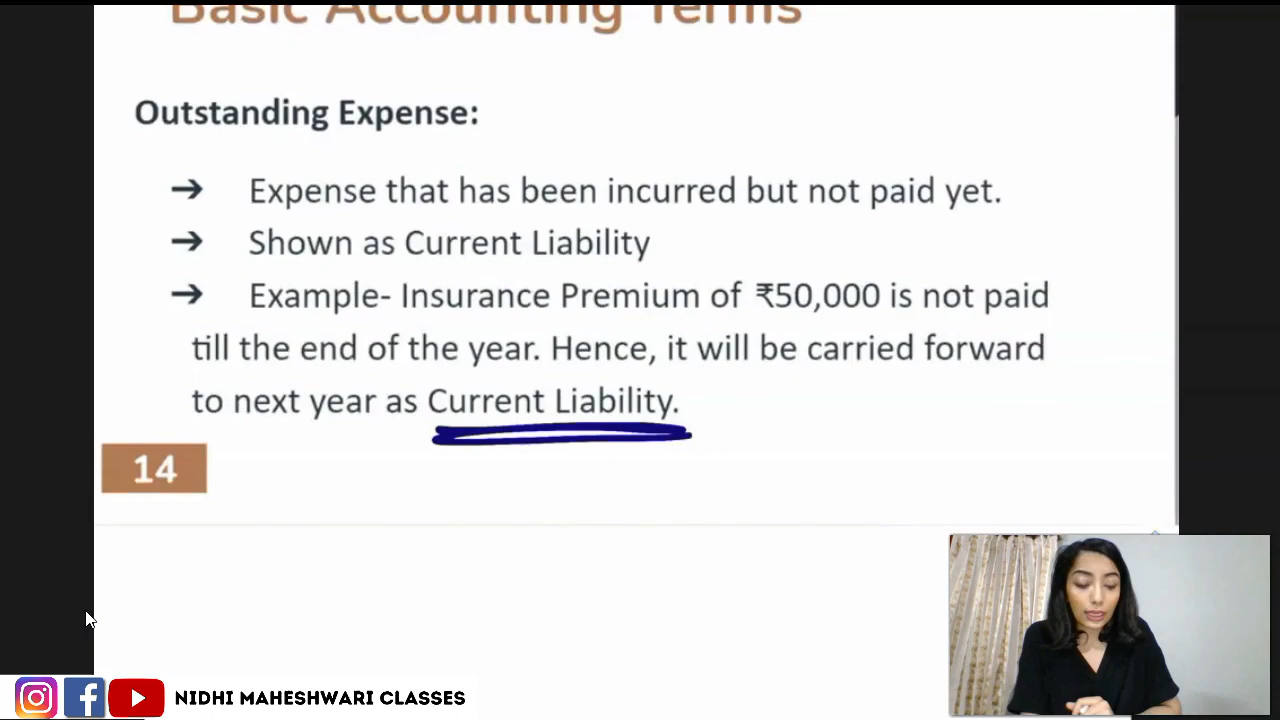 Basic Accounting Terms
Outstanding Expense:
➔ Expense that has been incurred but not paid yet.
➔ Shown as Current Liability
➔ Example- Insurance Premium of ₹50,000 is not paid
till the end of the year. Hence, it will be carried forward
to next year as Current Liability.
14
NIDHI MAHESHWARI CLASSES